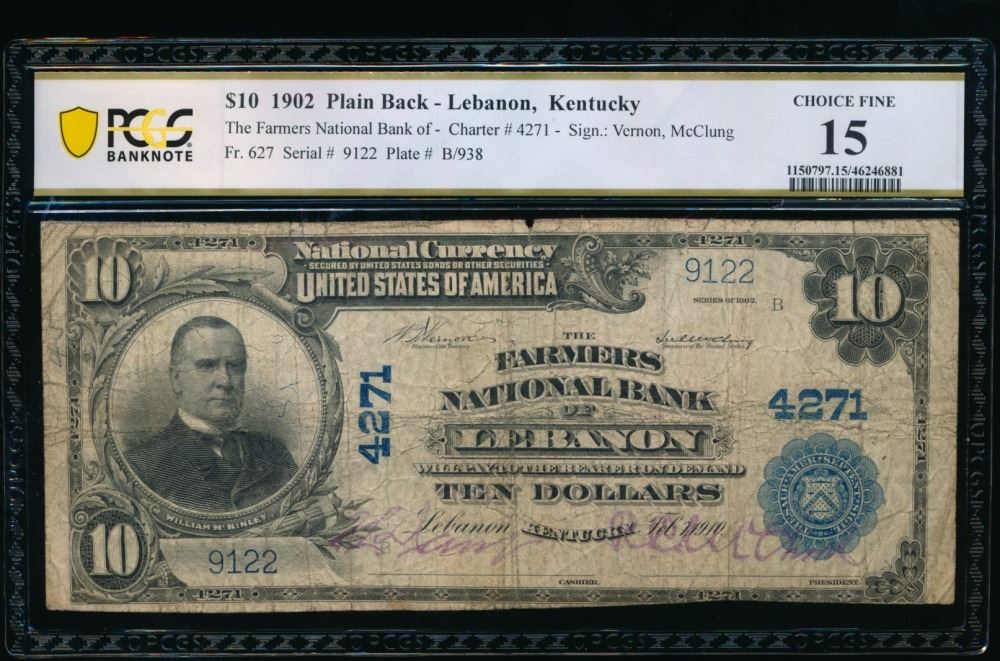 PCGS
BANKNOTE
$10 1902 Plain Back - Lebanon, Kentucky
The Farmers National Bank of - Charter # 4271 - Sign.: Vernon, McClung
Fr. 627 Serial # 9122 Plate # B/938
CHOICE FINE
15
1150797.15/46246881
4271
4271
10
National Currency
SECURED BY UNITED STATES BONDS OR OTHER SECURITIES
UNITED STATES OF AMERICA
9122
SERIES OF 1902.
B
10
THE
FARMERS
NATIONAL BANK
OF
LEBANON
WILL PAY TO THE BEARER ON DEMAND
TEN DOLLARS
Lebanon KENTUCKY Feb. 7, 1910
4271
4271
4271
WILLIAM McKINLEY
10
9122
B
CASHIER.
PRESIDENT.
4271
4271